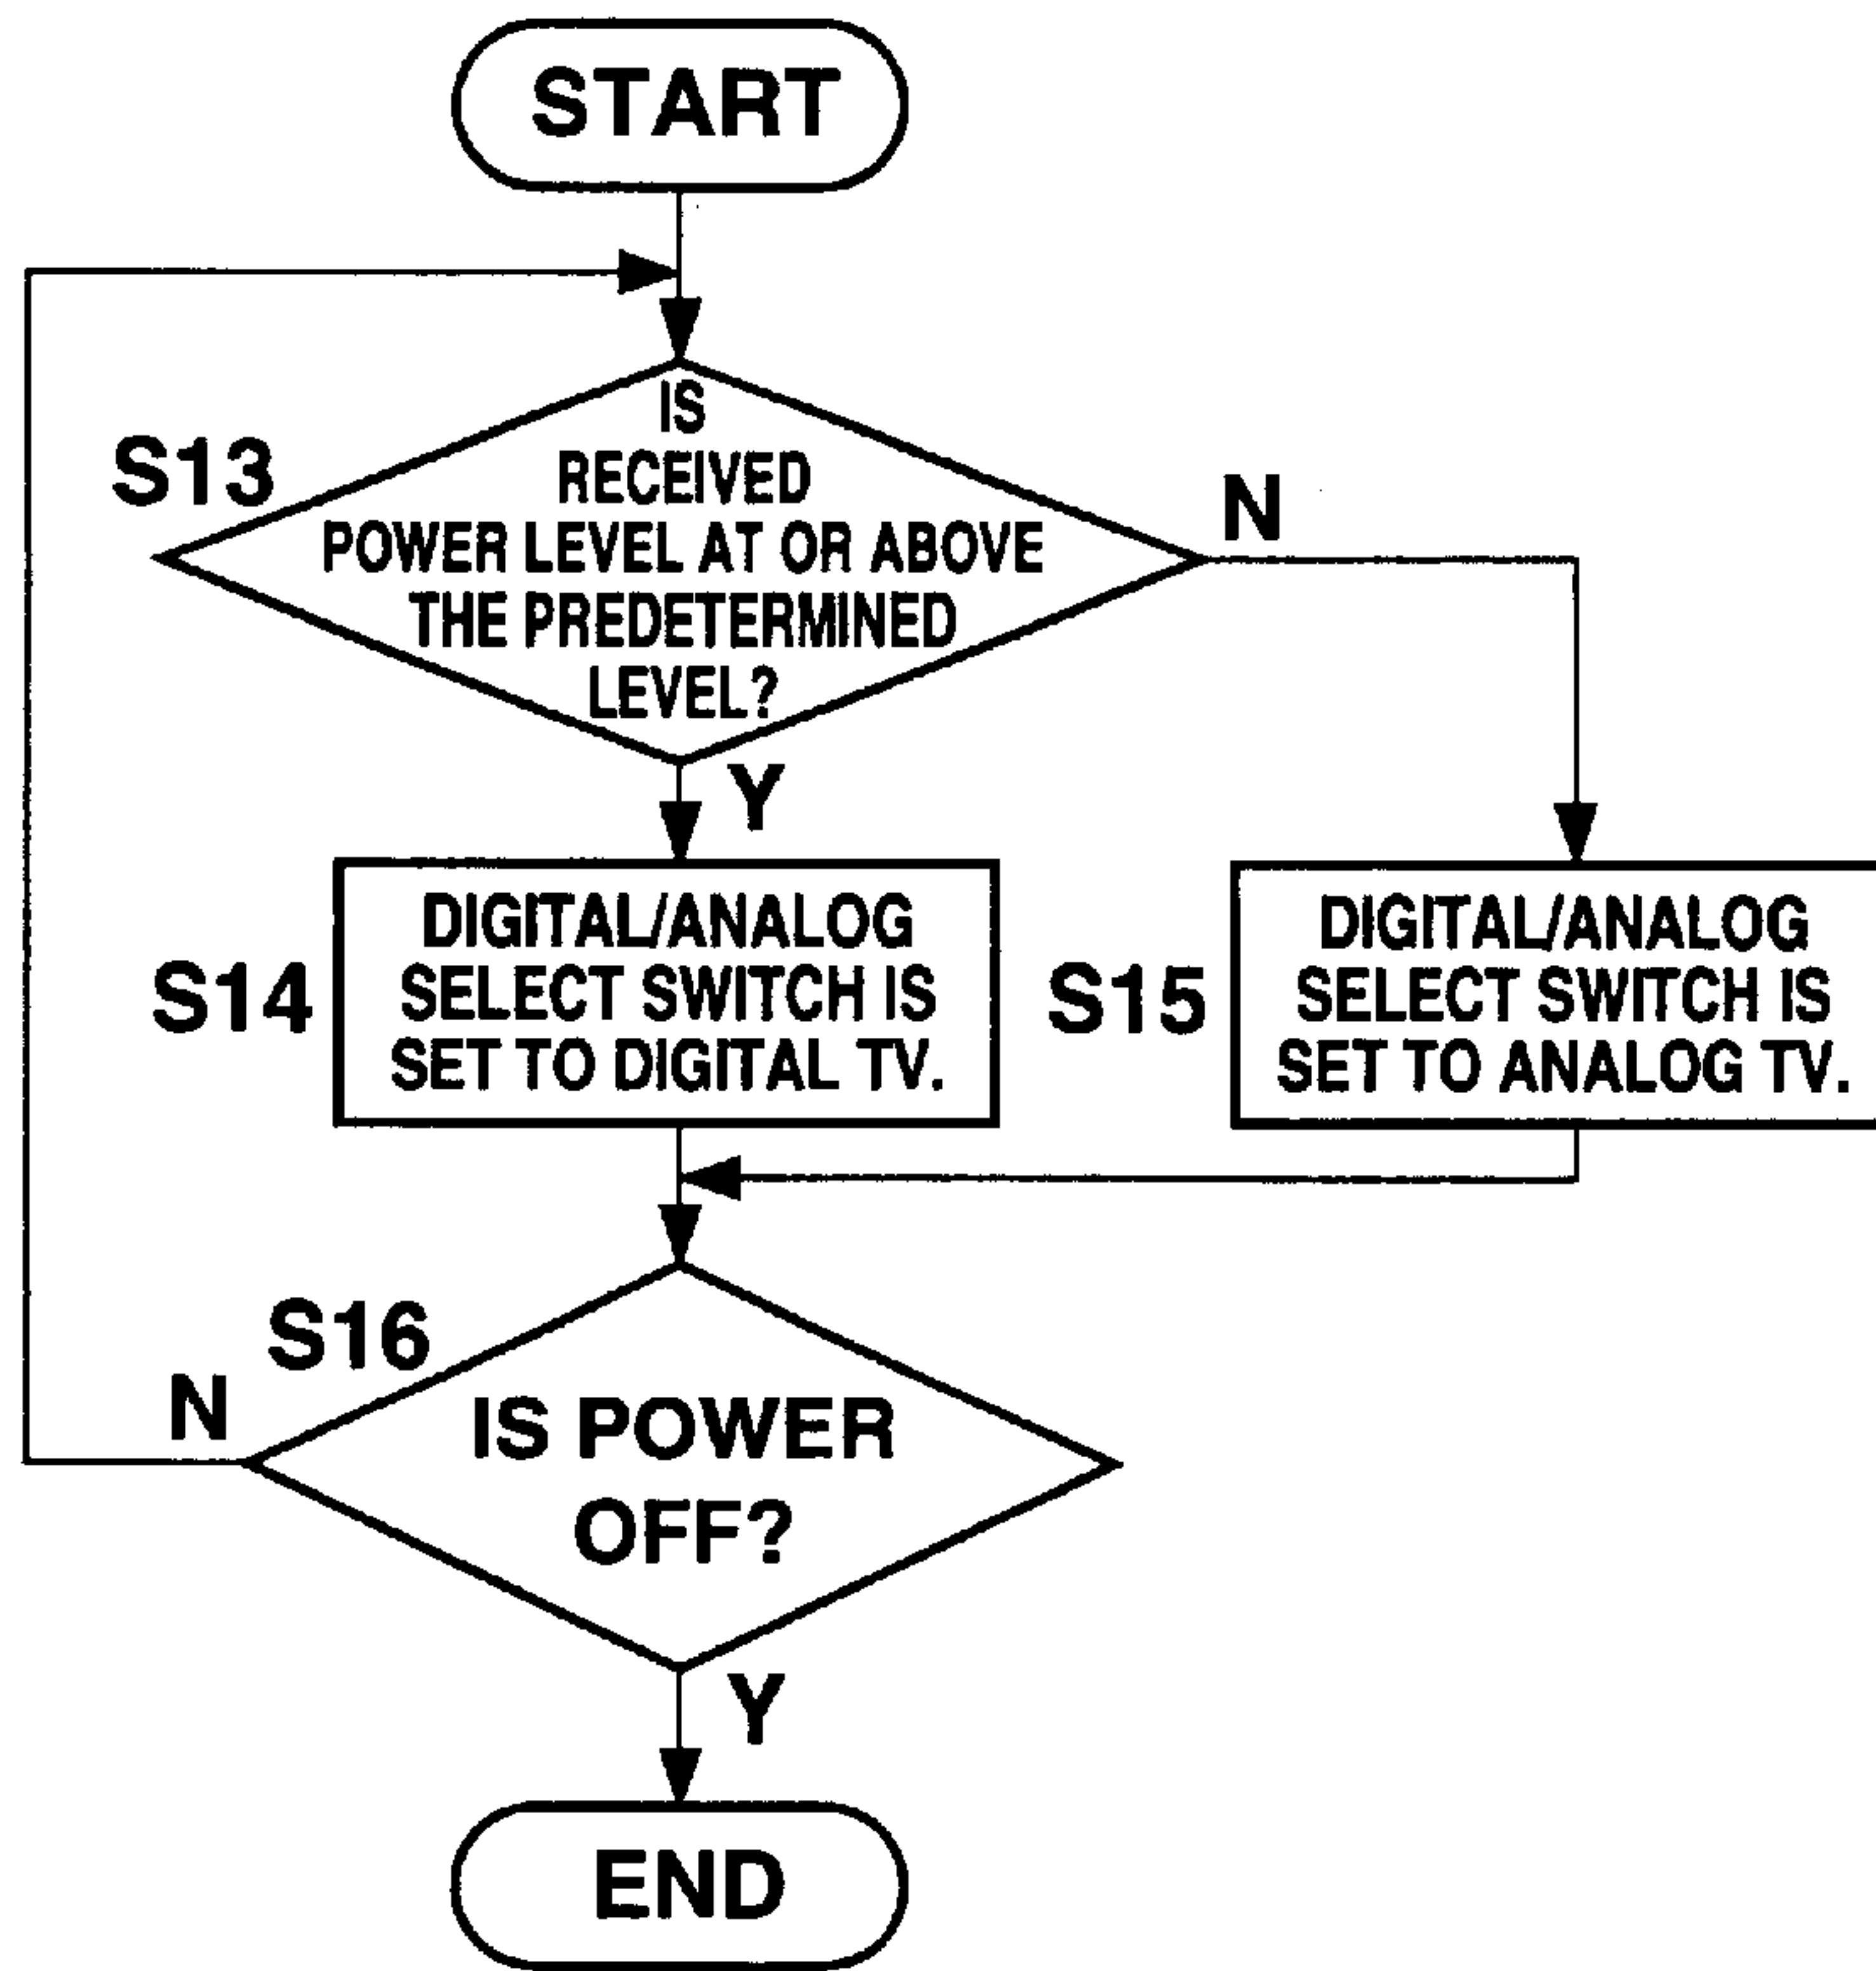 START
S13
IS
RECEIVED
POWER LEVEL AT OR ABOVE
THE PREDETERMINED
LEVEL?
N
Y
S14
DIGITAL/ANALOG
SELECT SWITCH IS
SET TO DIGITAL TV.
S15
DIGITAL/ANALOG
SELECT SWITCH IS
SET TO ANALOG TV.
S16
N
IS POWER
OFF?
Y
END